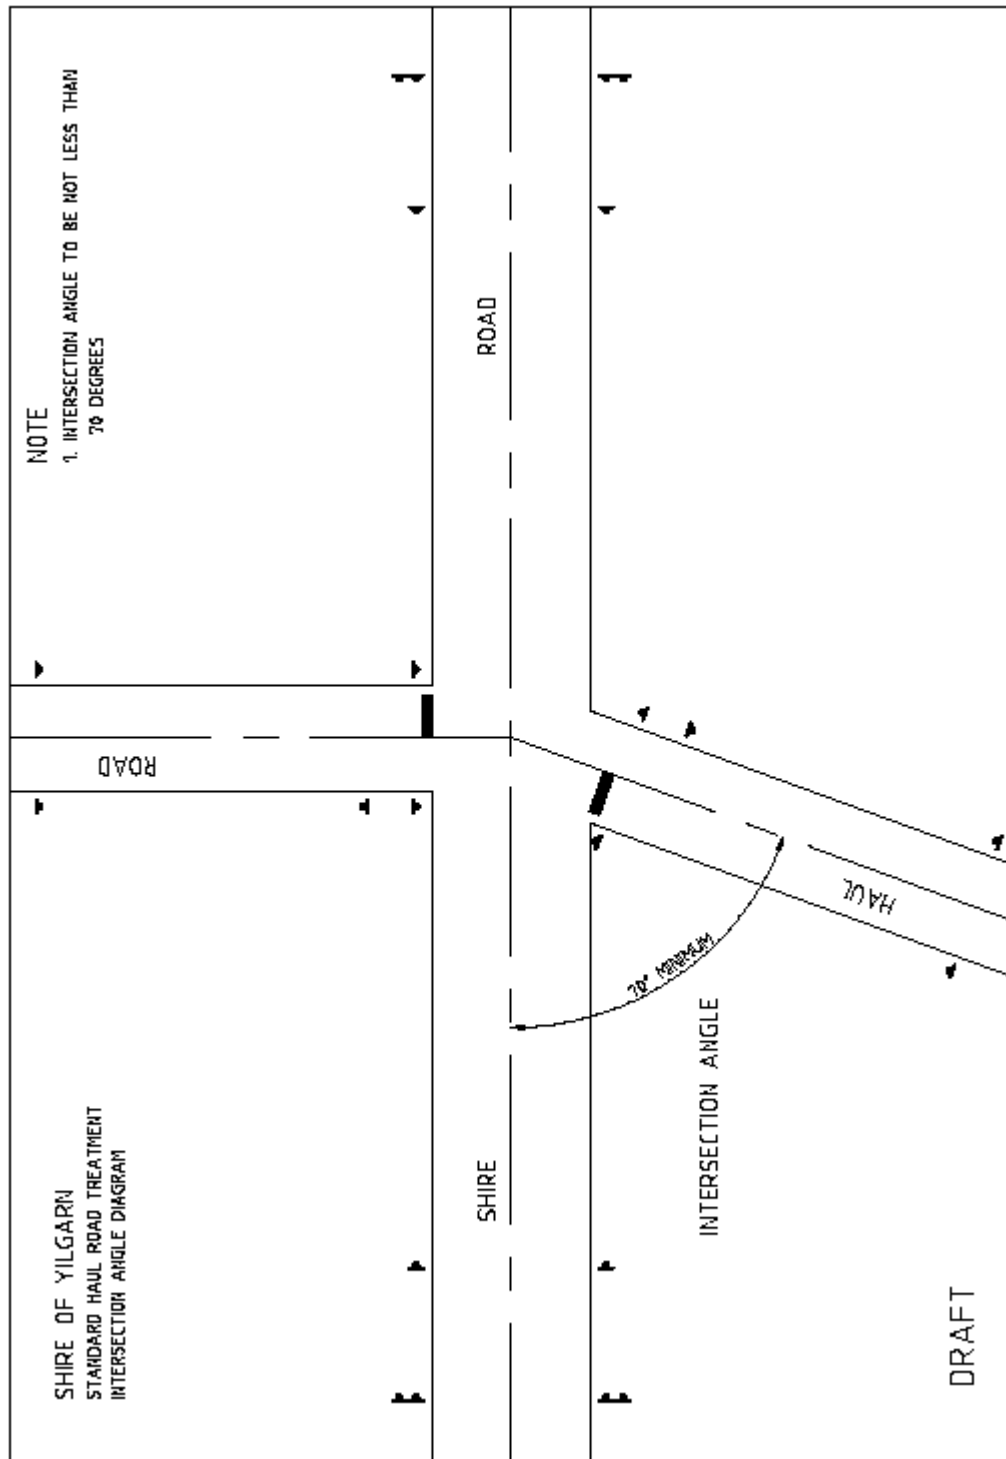 SHIRE OF YILGARN
STANDARD HAUL ROAD TREATMENT
INTERSECTION ANGLE DIAGRAM
NOTE
1. INTERSECTION ANGLE TO BE NOT LESS THAN
70 DEGREES
ROAD
SHIRE
ROAD
70° MINIMUM
HAUL
INTERSECTION ANGLE
DRAFT